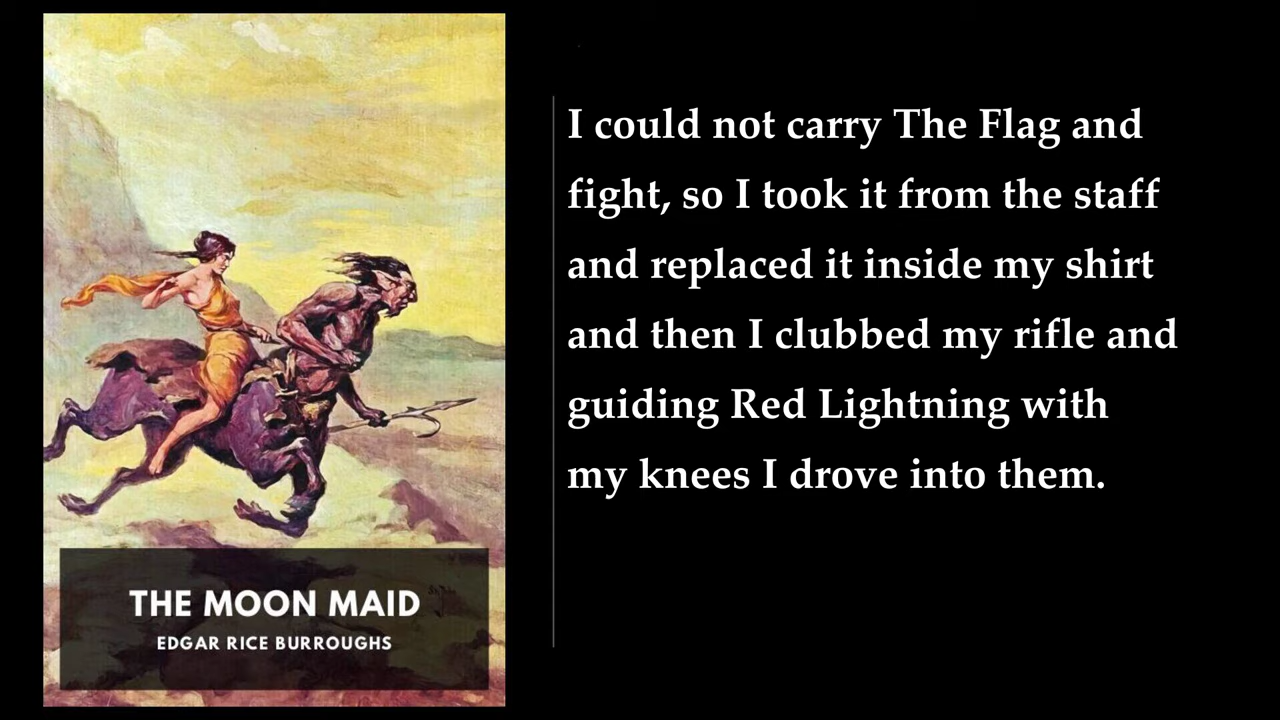 I could not carry The Flag and
fight, so I took it from the staff
and replaced it inside my shirt
and then I clubbed my rifle and
guiding Red Lightning with
my knees I drove into them.
THE MOON MAID
EDGAR RICE BURROUGHS